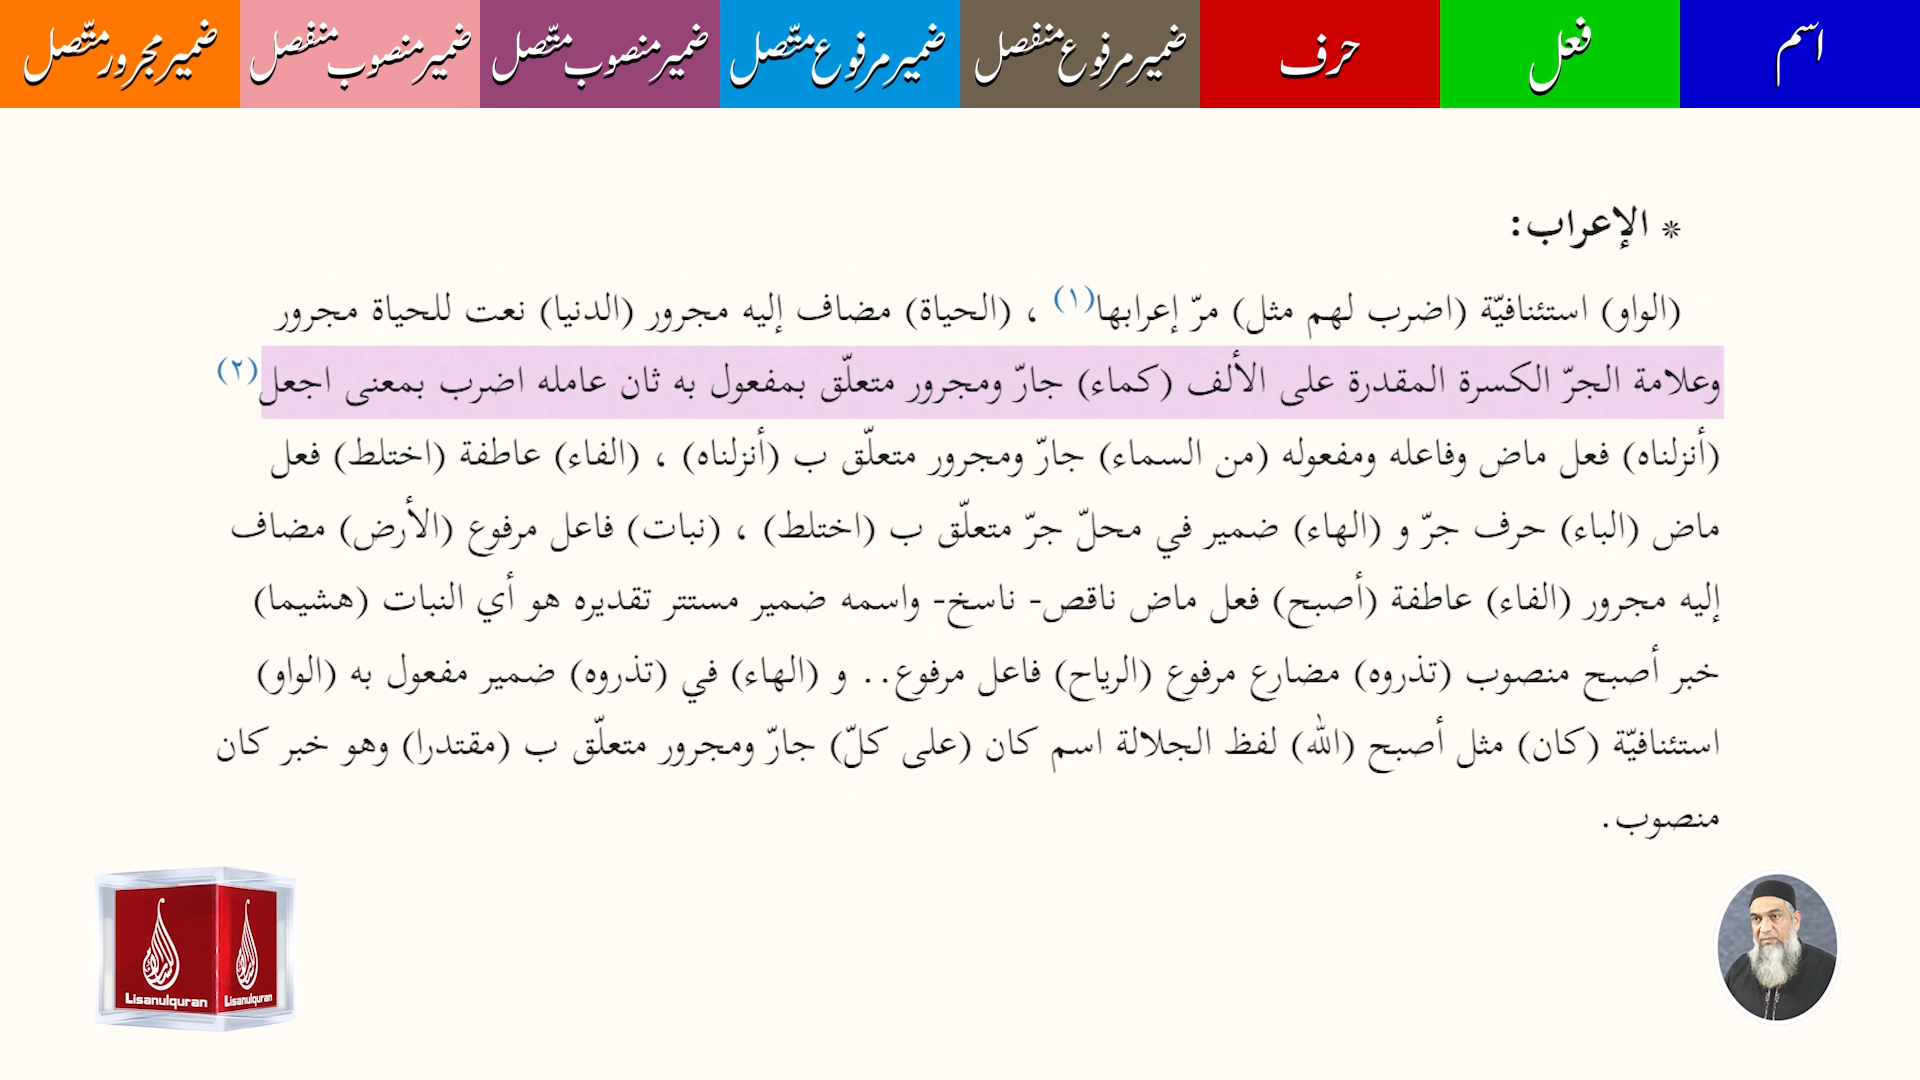 اسم
فعل
حرف
ضمیر مرفوع منفصل
ضمیر مرفوع متّصل
ضمیر منصوب متّصل
ضمیر منصوب منفصل
ضمیر مجرور متّصل
* الإعراب:
(الواو) استئنافيّة (اضرب لهم مثل) مرّ إعرابها(١) ، (الحياة) مضاف إليه مجرور (الدنيا) نعت للحياة مجرور
وعلامة الجرّ الكسرة المقدرة على الألف (كماء) جارّ ومجرور متعلّق بمفعول به ثان عامله اضرب بمعنى اجعل(٢)
(أنزلناه) فعل ماض وفاعله ومفعوله (من السماء) جارّ ومجرور متعلّق ب (أنزلناه) ، (الفاء) عاطفة (اختلط) فعل
ماض (الباء) حرف جرّ و (الهاء) ضمير في محلّ جرّ متعلّق ب (اختلط) ، (نبات) فاعل مرفوع (الأرض) مضاف
إليه مجرور (الفاء) عاطفة (أصبح) فعل ماض ناقص- ناسخ- واسمه ضمير مستتر تقديره هو أي النبات (هشيما)
خبر أصبح منصوب (تذروه) مضارع مرفوع (الرياح) فاعل مرفوع.. و (الهاء) في (تذروه) ضمير مفعول به (الواو)
استئنافيّة (كان) مثل أصبح (الله) لفظ الجلالة اسم كان (على كلّ) جارّ ومجرور متعلّق ب (مقتدرا) وهو خبر كان
منصوب.
Lisanulquran
Lisanulquran